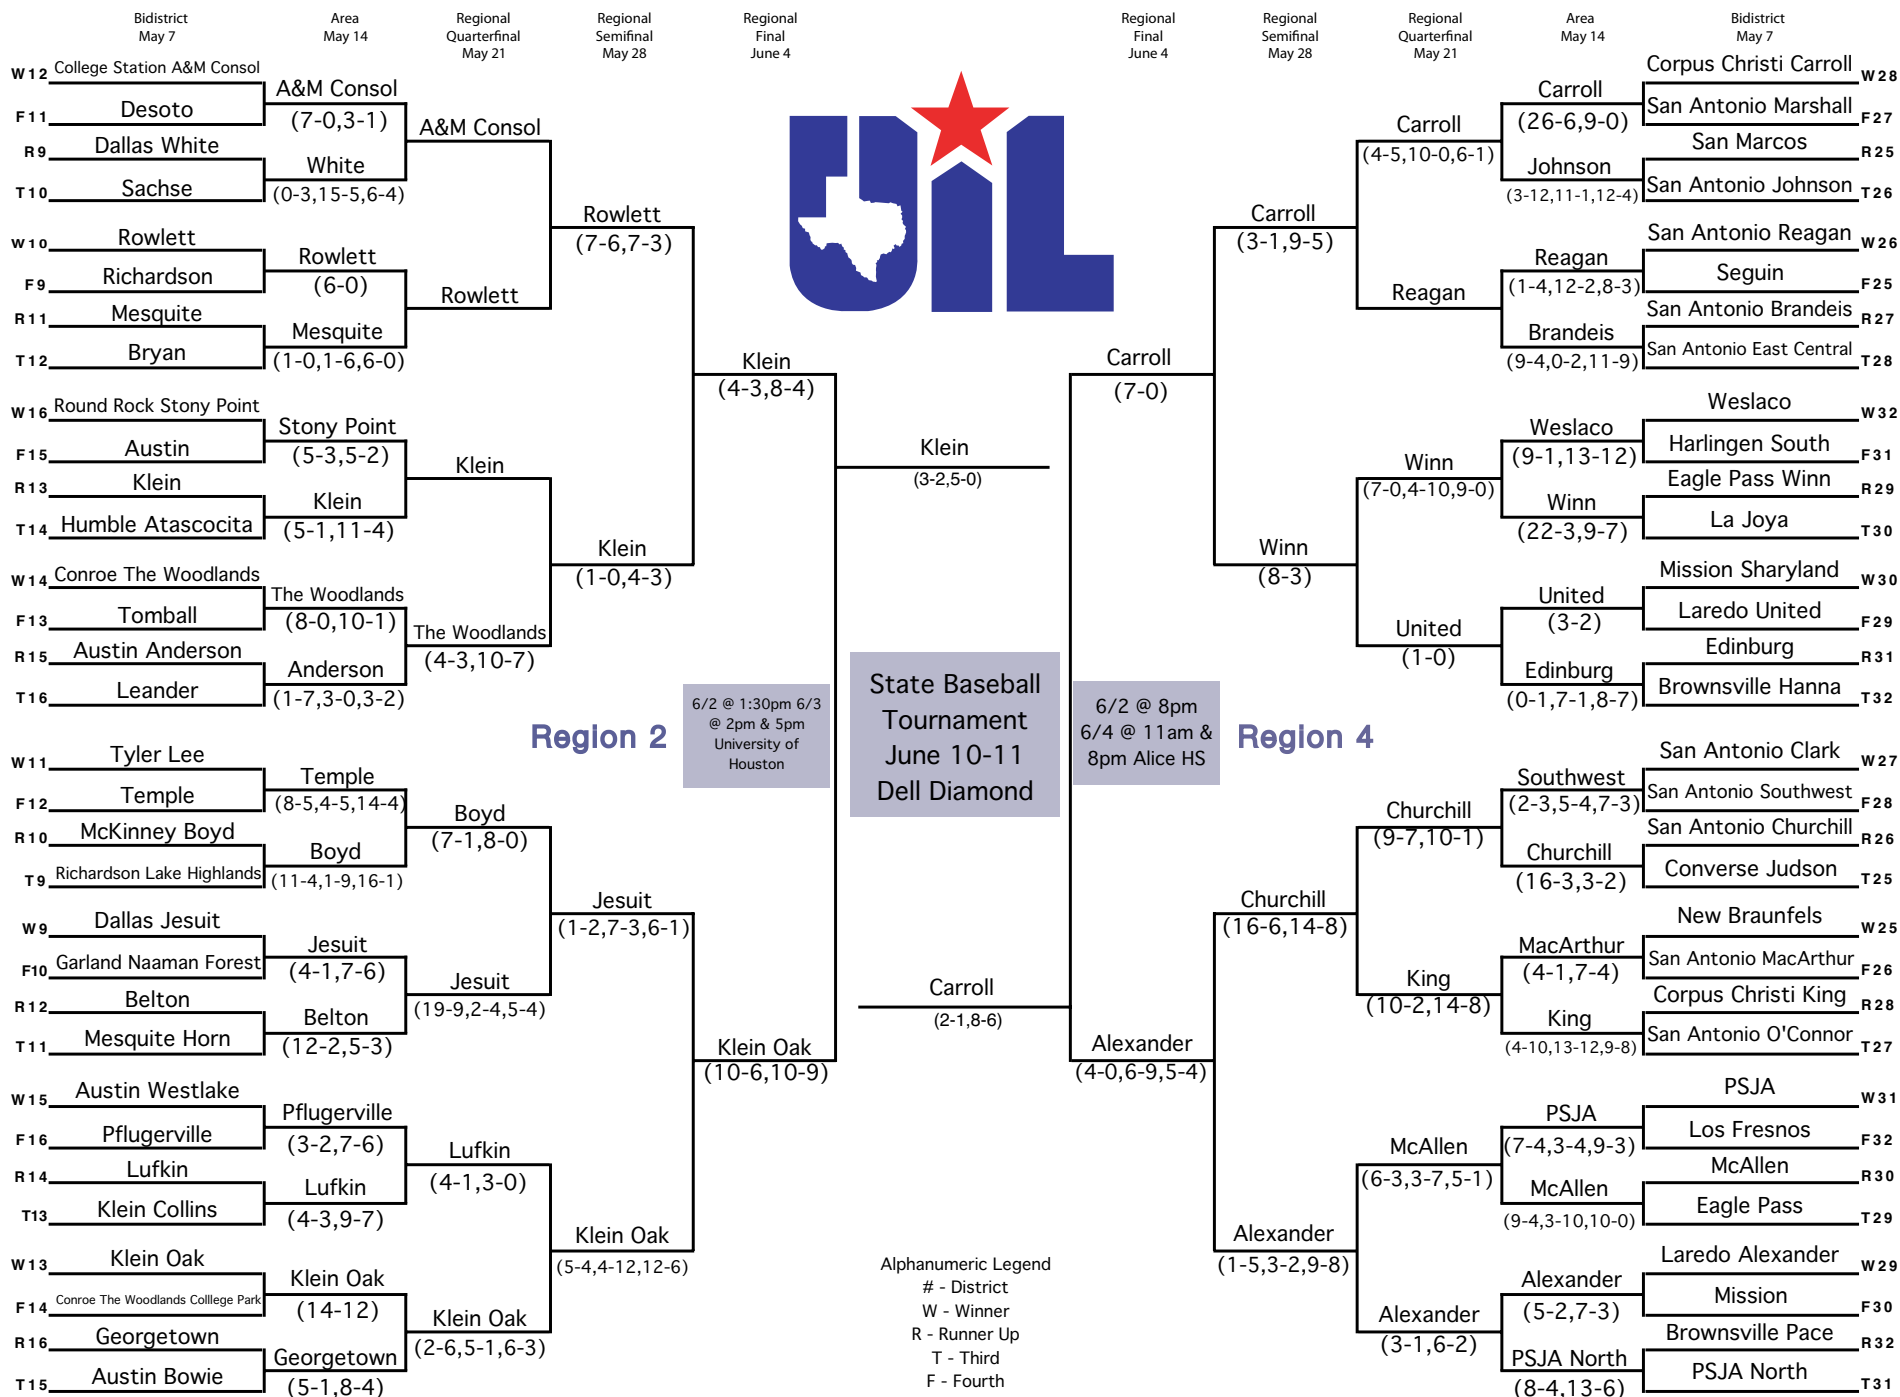 Bidistrict
May 7
Area
May 14
Regional
Quarterfinal
May 21
Regional
Semifinal
May 28
Regional
Final
June 4
Regional
Final
June 4
Regional
Semifinal
May 28
Regional
Quarterfinal
May 21
Area
May 14
Bidistrict
May 7
W12 College Station A&M Consol
F11 Desoto
R9 Dallas White
T10 Sachse
W10 Rowlett
F9 Richardson
R11 Mesquite
T12 Bryan
W16 Round Rock Stony Point
F15 Austin
R13 Klein
T14 Humble Atascocita
W14 Conroe The Woodlands
F13 Tomball
R15 Austin Anderson
T16 Leander
W11 Tyler Lee
F12 Temple
R10 McKinney Boyd
T9 Richardson Lake Highlands
W9 Dallas Jesuit
F10 Garland Naaman Forest
R12 Belton
T11 Mesquite Horn
W15 Austin Westlake
F16 Pflugerville
R14 Lufkin
T13 Klein Collins
W13 Klein Oak
F14 Conroe The Woodlands Colllege Park
R16 Georgetown
T15 Austin Bowie
A&M Consol
(7-0,3-1)
White
(0-3,15-5,6-4)
Rowlett
(6-0)
Mesquite
(1-0,1-6,6-0)
Stony Point
(5-3,5-2)
Klein
(5-1,11-4)
The Woodlands
(8-0,10-1)
Anderson
(1-7,3-0,3-2)
Temple
(8-5,4-5,14-4)
Boyd
(11-4,1-9,16-1)
Jesuit
(4-1,7-6)
Belton
(12-2,5-3)
Pflugerville
(3-2,7-6)
Lufkin
(4-3,9-7)
Klein Oak
(14-12)
Georgetown
(5-1,8-4)
A&M Consol
Rowlett
Klein
The Woodlands
(4-3,10-7)
Boyd
(7-1,8-0)
Jesuit
(19-9,2-4,5-4)
Lufkin
(4-1,3-0)
Klein Oak
(2-6,5-1,6-3)
Rowlett
(7-6,7-3)
Klein
(1-0,4-3)
Jesuit
(1-2,7-3,6-1)
Klein Oak
(5-4,4-12,12-6)
Klein
(4-3,8-4)
Klein Oak
(10-6,10-9)
Region 2
6/2 @ 1:30pm 6/3
@ 2pm & 5pm
University of
Houston
UIL
Klein
(3-2,5-0)
State Baseball
Tournament
June 10-11
Dell Diamond
Carroll
(2-1,8-6)
Alphanumeric Legend
# - District
W - Winner
R - Runner Up
T - Third
F - Fourth
6/2 @ 8pm
6/4 @ 11am &
8pm Alice HS
Region 4
Carroll
(7-0)
Alexander
(4-0,6-9,5-4)
Carroll
(3-1,9-5)
Winn
(8-3)
Churchill
(16-6,14-8)
Alexander
(1-5,3-2,9-8)
Carroll
(4-5,10-0,6-1)
Reagan
Winn
(7-0,4-10,9-0)
United
(1-0)
Churchill
(9-7,10-1)
King
(10-2,14-8)
McAllen
(6-3,3-7,5-1)
Alexander
(3-1,6-2)
Carroll
(26-6,9-0)
Johnson
(3-12,11-1,12-4)
Reagan
(1-4,12-2,8-3)
Brandeis
(9-4,0-2,11-9)
Weslaco
(9-1,13-12)
Winn
(22-3,9-7)
United
(3-2)
Edinburg
(0-1,7-1,8-7)
Southwest
(2-3,5-4,7-3)
Churchill
(16-3,3-2)
MacArthur
(4-1,7-4)
King
(4-10,13-12,9-8)
PSJA
(7-4,3-4,9-3)
McAllen
(9-4,3-10,10-0)
Alexander
(5-2,7-3)
PSJA North
(8-4,13-6)
Corpus Christi Carroll W28
San Antonio Marshall F27
San Marcos R25
San Antonio Johnson T26
San Antonio Reagan W26
Seguin F25
San Antonio Brandeis R27
San Antonio East Central T28
Weslaco W32
Harlingen South F31
Eagle Pass Winn R29
La Joya T30
Mission Sharyland W30
Laredo United F29
Edinburg R31
Brownsville Hanna T32
San Antonio Clark W27
San Antonio Southwest F28
San Antonio Churchill R26
Converse Judson T25
New Braunfels W25
San Antonio MacArthur F26
Corpus Christi King R28
San Antonio O'Connor T27
PSJA W31
Los Fresnos F32
McAllen R30
Eagle Pass T29
Laredo Alexander W29
Mission F30
Brownsville Pace R32
PSJA North T31